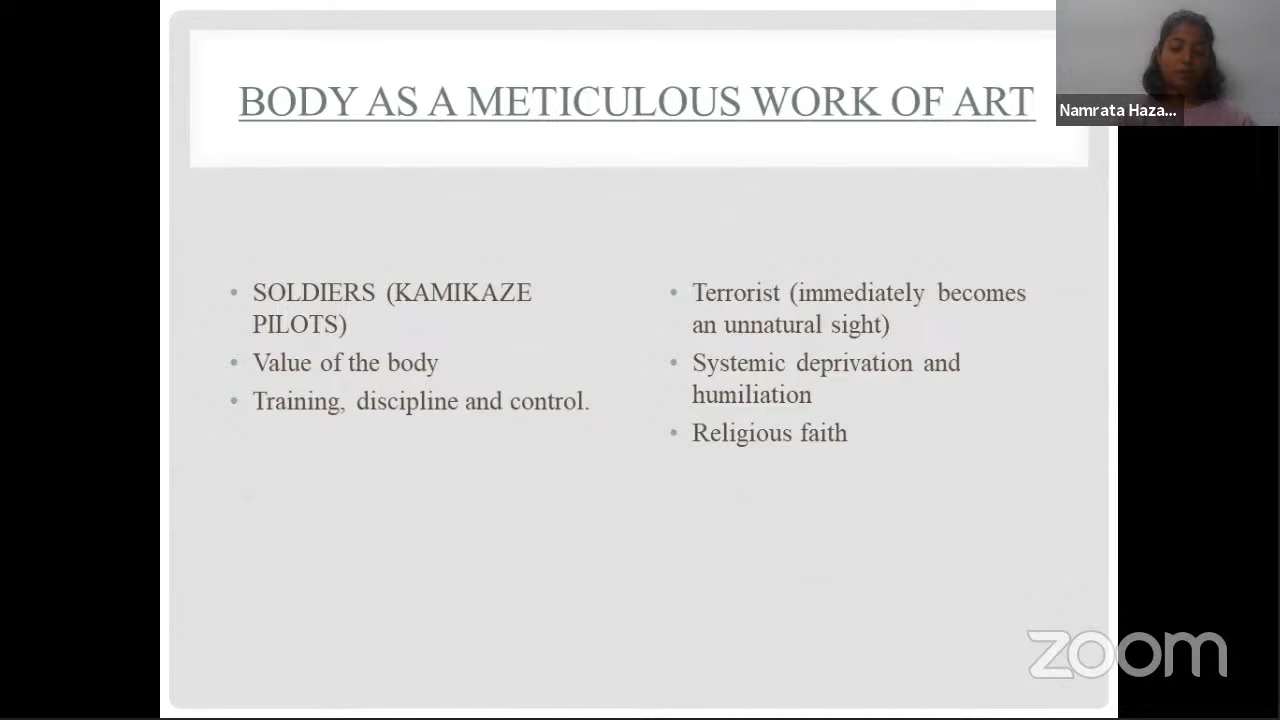 BODY AS A METICULOUS WORK OF ART
Namrata Haza...
• SOLDIERS (KAMIKAZE
PILOTS)
• Value of the body
• Training, discipline and control.
• Terrorist (immediately becomes
an unnatural sight)
• Systemic deprivation and
humiliation
• Religious faith
zoom